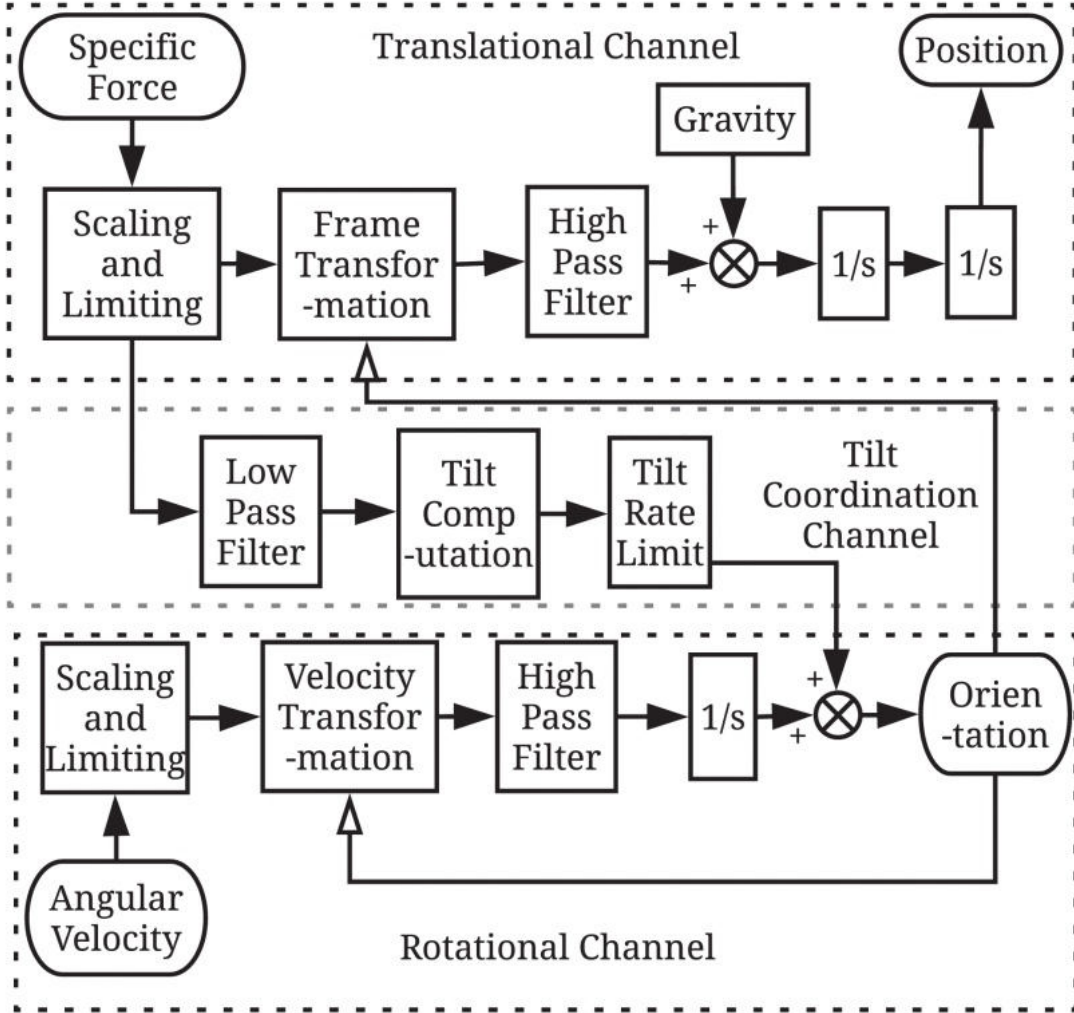 Specific
Force
Translational Channel
Position
Gravity
Scaling
and
Limiting
Frame
Transfor
-mation
High
Pass
Filter
+
+
1/s
1/s
Low
Pass
Filter
Tilt
Comp
-utation
Tilt
Rate
Limit
Tilt
Coordination
Channel
Scaling
and
Limiting
Velocity
Transfor
-mation
High
Pass
Filter
1/s
+
+
Orien
-tation
Angular
Velocity
Rotational Channel